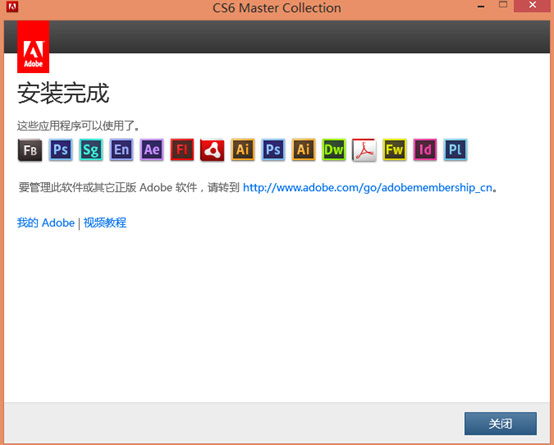 CS6 Master Collection
Adobe
安装完成
这些应用程序可以使用了。
FB Ps Sg En Ae Fl Ai Ps Ai Dw Fw Id Pl
要管理此软件或其它正版 Adobe 软件，请转到 http://www.adobe.com/go/adobemembership_cn。
我的 Adobe | 视频教程
关闭